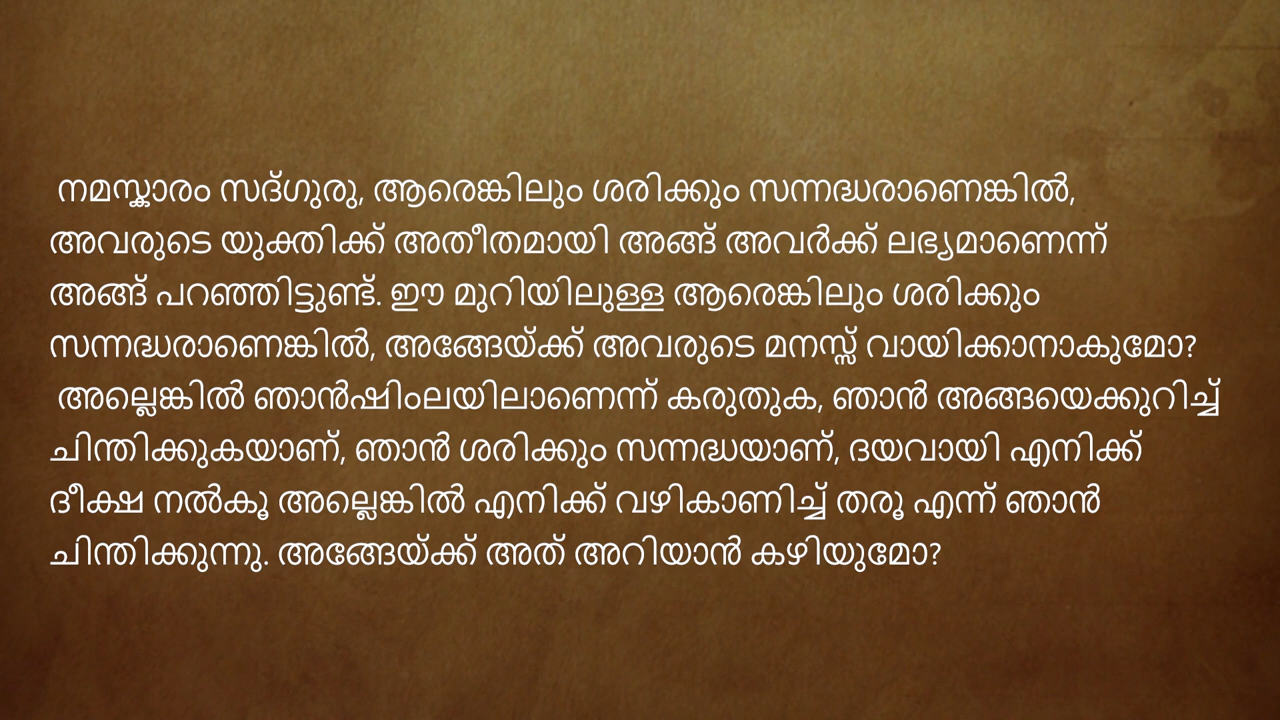 നമസ്കാരം സദ്ഗുരു, ആരെങ്കിലും ശരിക്കും സന്നദ്ധരാണെങ്കിൽ,
അവരുടെ യുക്തിക്ക് അതീതമായി അങ്ങ് അവർക്ക് ലഭ്യമാണെന്ന്
അങ്ങ് പറഞ്ഞിട്ടുണ്ട്. ഈ മുറിയിലുള്ള ആരെങ്കിലും ശരിക്കും
സന്നദ്ധരാണെങ്കിൽ, അങ്ങേയ്ക്ക് അവരുടെ മനസ്സ് വായിക്കാനാകുമോ?
അല്ലെങ്കിൽ ഞാൻഷിംലയിലാണെന്ന് കരുതുക, ഞാൻ അങ്ങയെക്കുറിച്ച്
ചിന്തിക്കുകയാണ്, ഞാൻ ശരിക്കും സന്നദ്ധയാണ്, ദയവായി എനിക്ക്
ദീക്ഷ നൽകൂ അല്ലെങ്കിൽ എനിക്ക് വഴികാണിച്ച് തരൂ എന്ന് ഞാൻ
ചിന്തിക്കുന്നു. അങ്ങേയ്ക്ക് അത് അറിയാൻ കഴിയുമോ?